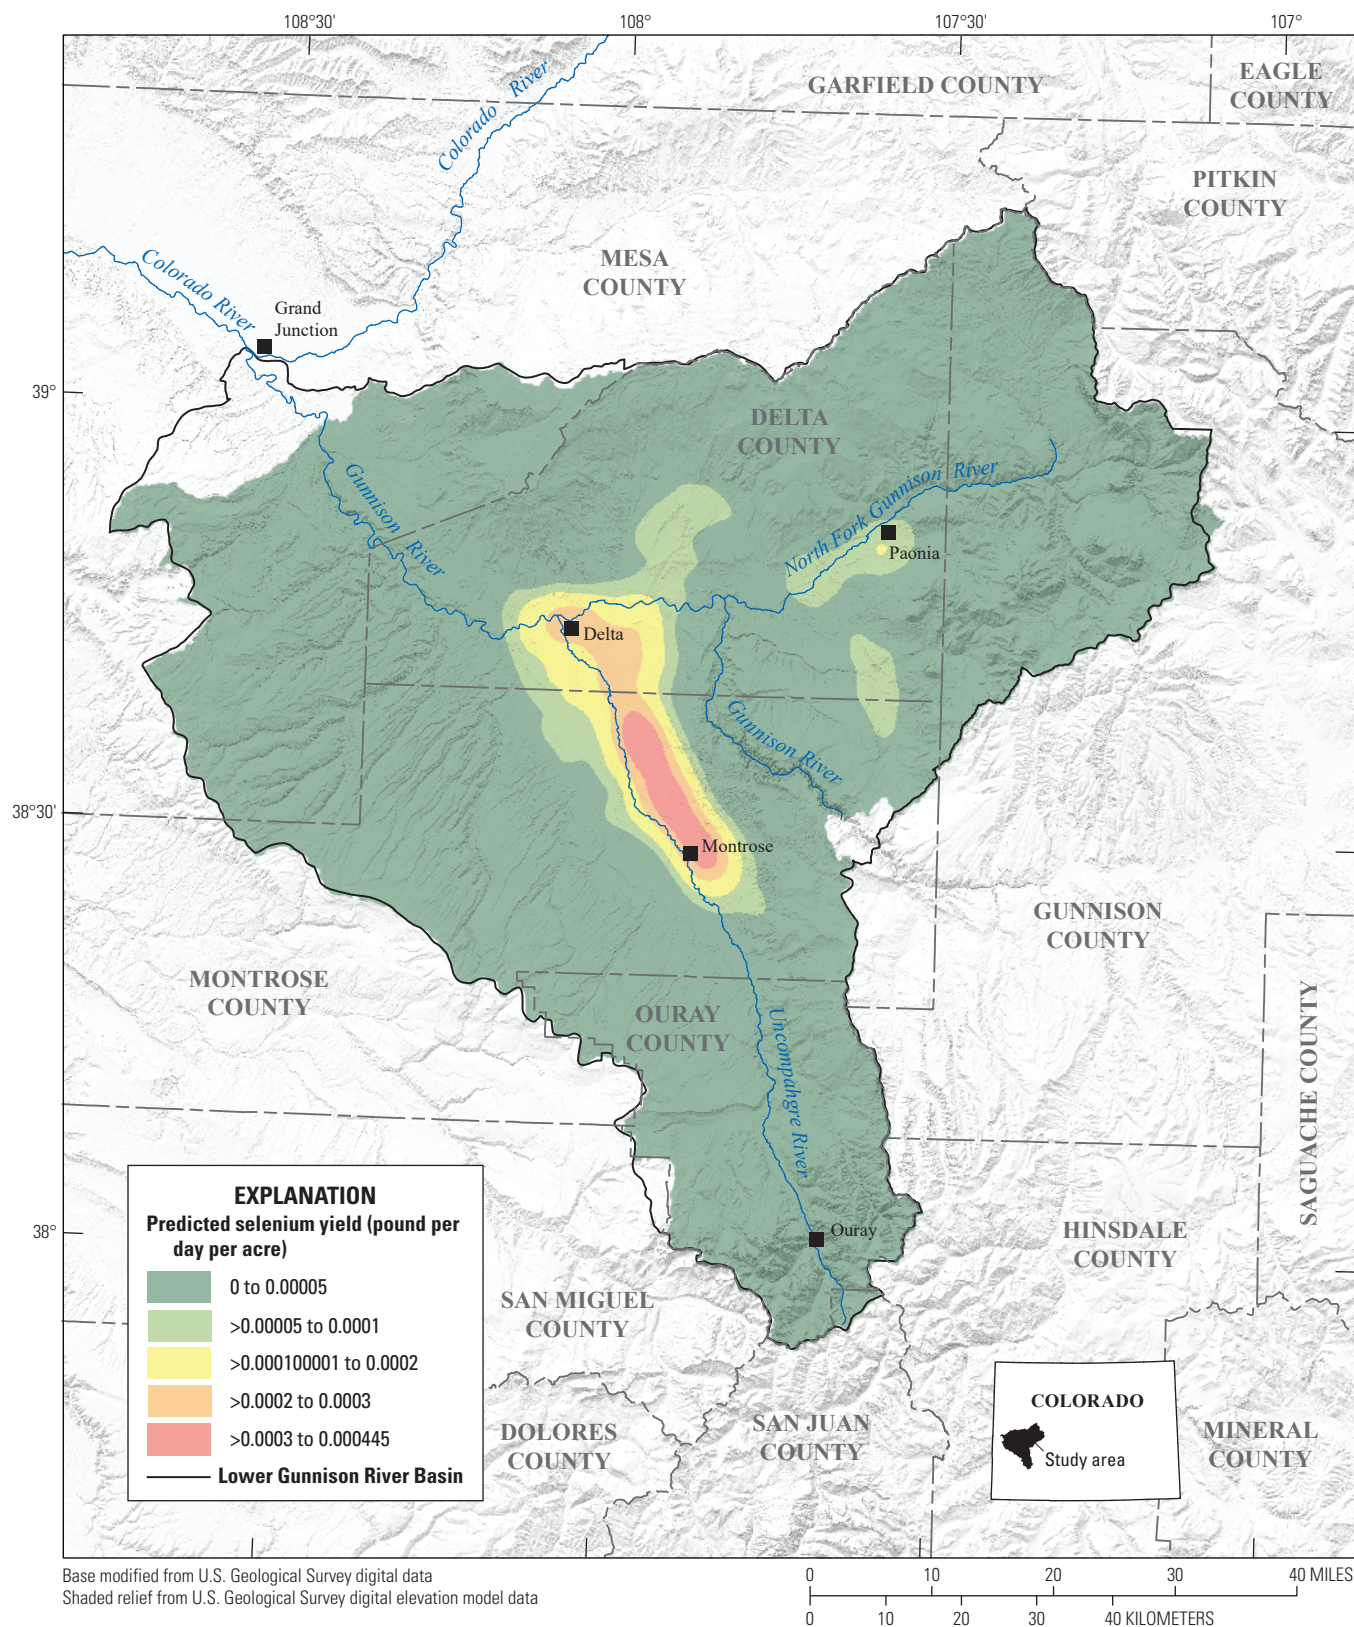 108°30'
108°
107°30'
107°
GARFIELD COUNTY
EAGLE
COUNTY
Colorado River
PITKIN
COUNTY
MESA
COUNTY
Colorado River
Grand
Junction
39°
DELTA
COUNTY
Gunnison River
North Fork Gunnison River
Paonia
Delta
Gunnison River
38°30'
Montrose
GUNNISON
COUNTY
MONTROSE
COUNTY
OURAY
COUNTY
Uncompahgre River
SAGUACHE COUNTY
38°
Ouray
HINSDALE
COUNTY
EXPLANATION
Predicted selenium yield (pound per
day per acre)
0 to 0.00005
>0.00005 to 0.0001
>0.000100001 to 0.0002
>0.0002 to 0.0003
>0.0003 to 0.000445
Lower Gunnison River Basin
SAN MIGUEL
COUNTY
DOLORES
COUNTY
SAN JUAN
COUNTY
COLORADO
Study area
MINERAL
COUNTY
Base modified from U.S. Geological Survey digital data
Shaded relief from U.S. Geological Survey digital elevation model data
0 10 20 30 40 MILES
0 10 20 30 40 KILOMETERS